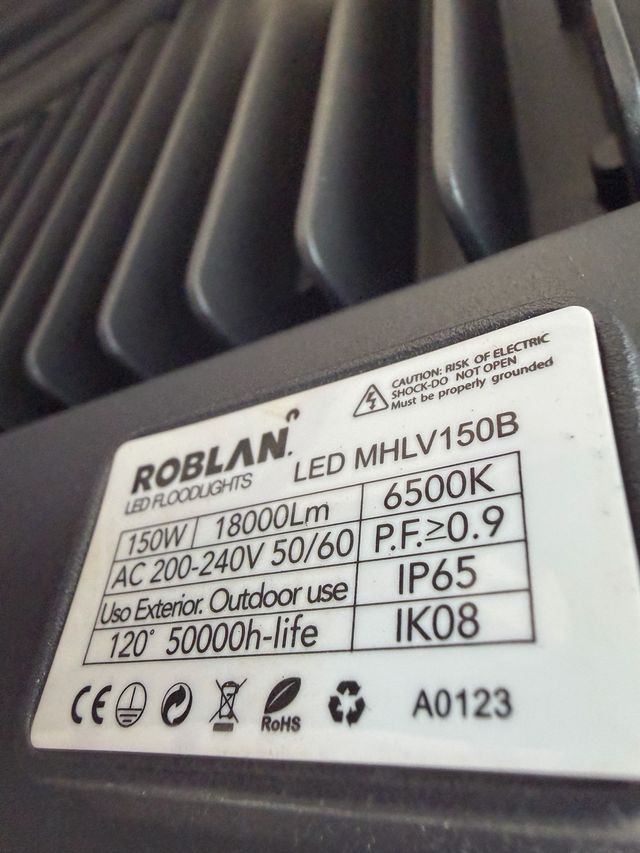 CAUTION: RISK OF ELECTRIC
SHOCK-DO NOT OPEN
Must be properly grounded
ROBLAN.
LED FLOODLIGHTS
LED MHLV150B
150W 18000Lm 6500K
AC 200-240V 50/60 P.F.≥0.9
Uso Exterior. Outdoor use IP65
120° 50000h-life IK08
CE RoHS A0123